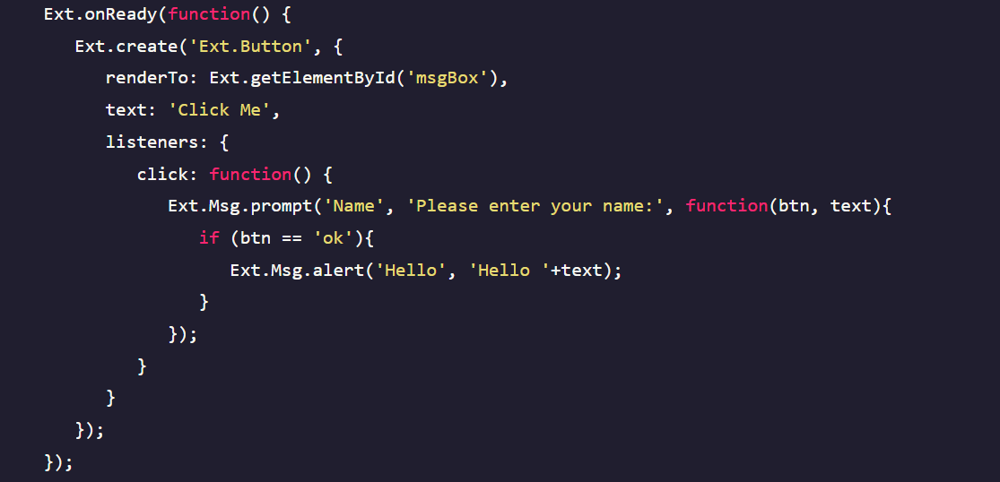 Ext.onReady(function() {
   Ext.create('Ext.Button', {
      renderTo: Ext.getElementById('msgBox'),
      text: 'Click Me',
      listeners: {
         click: function() {
            Ext.Msg.prompt('Name', 'Please enter your name:', function(btn, text){
               if (btn == 'ok'){
                  Ext.Msg.alert('Hello', 'Hello '+text);
               }
            });
         }
      }
   });
});